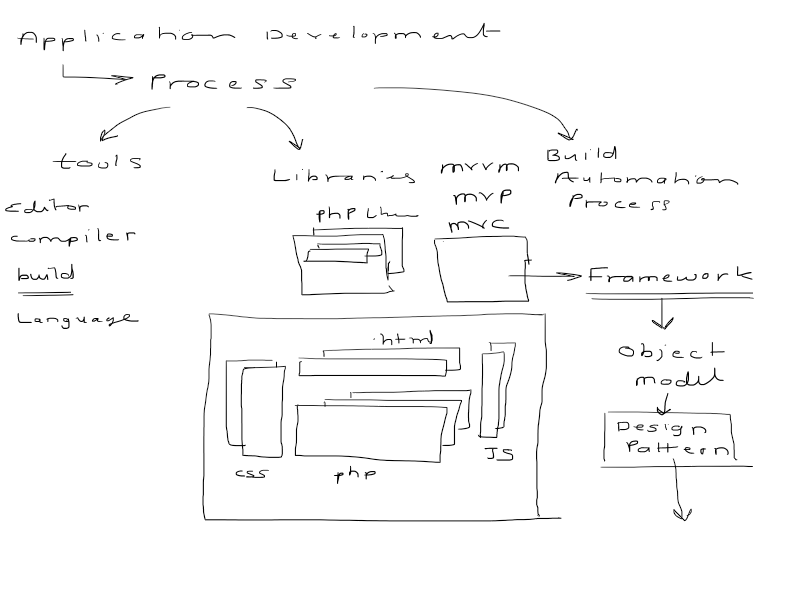 Application Development
Process
tools
Editor
compiler
build
Language
Libraries
php
mvvm
mvp
mvc
Build
Automation
Process
Framework
Object
model
Design
Pattern
.html
css
php
JS